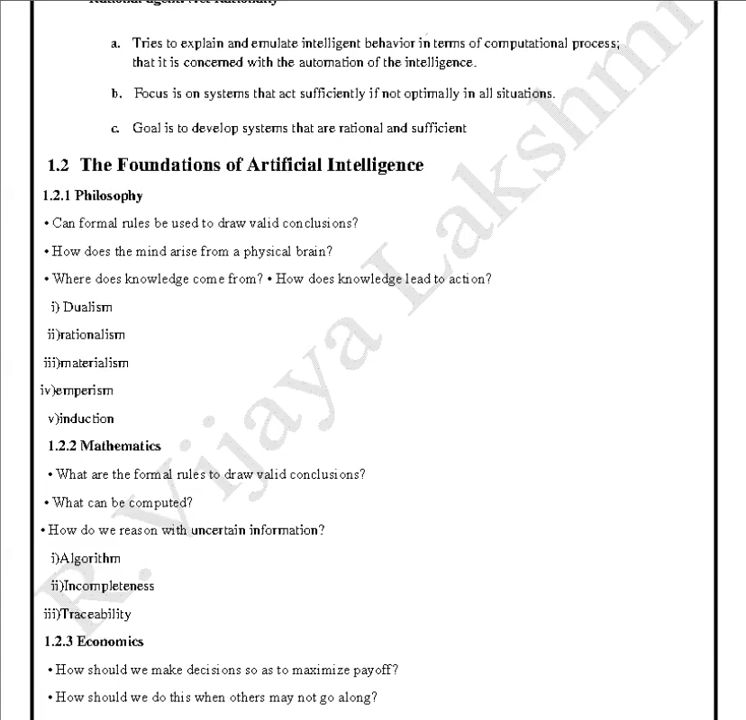 a. Tries to explain and emulate intelligent behavior in terms of computational process;
that it is concerned with the automation of the intelligence.
b. Focus is on systems that act sufficiently if not optimally in all situations.
c. Goal is to develop systems that are rational and sufficient
1.2 The Foundations of Artificial Intelligence
1.2.1 Philosophy
• Can formal rules be used to draw valid conclusions?
• How does the mind arise from a physical brain?
• Where does knowledge come from? • How does knowledge lead to action?
i) Dualism
ii)rationalism
iii)materialism
iv)emperism
v)induction
1.2.2 Mathematics
• What are the formal rules to draw valid conclusions?
• What can be computed?
• How do we reason with uncertain information?
i)Algorithm
ii)Incompleteness
iii)Traceability
1.2.3 Economics
• How should we make decisions so as to maximize payoff?
• How should we do this when others may not go along?
R. Vijaya Lakshmi